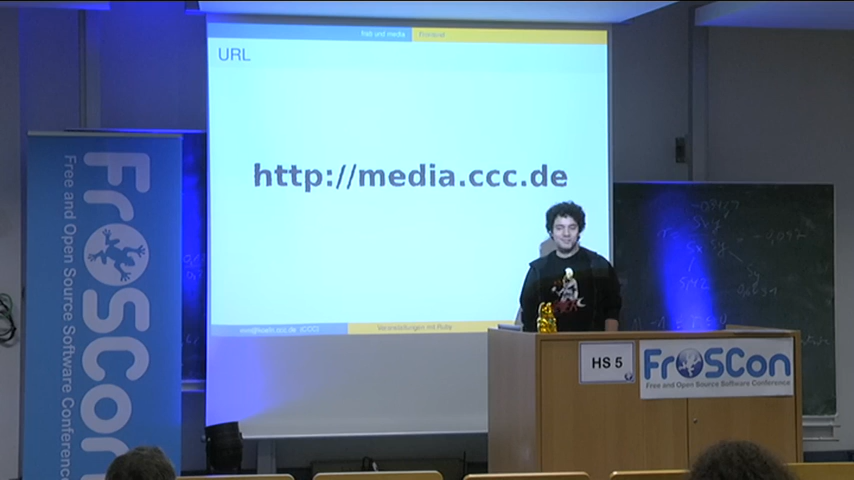 frab und media
Frontend
URL
http://media.ccc.de
Veranstaltungen mit Ruby
FrOSCon
Free and Open Source Software Conference
HS 5
FrOSCon
Free and Open Source Software Conference